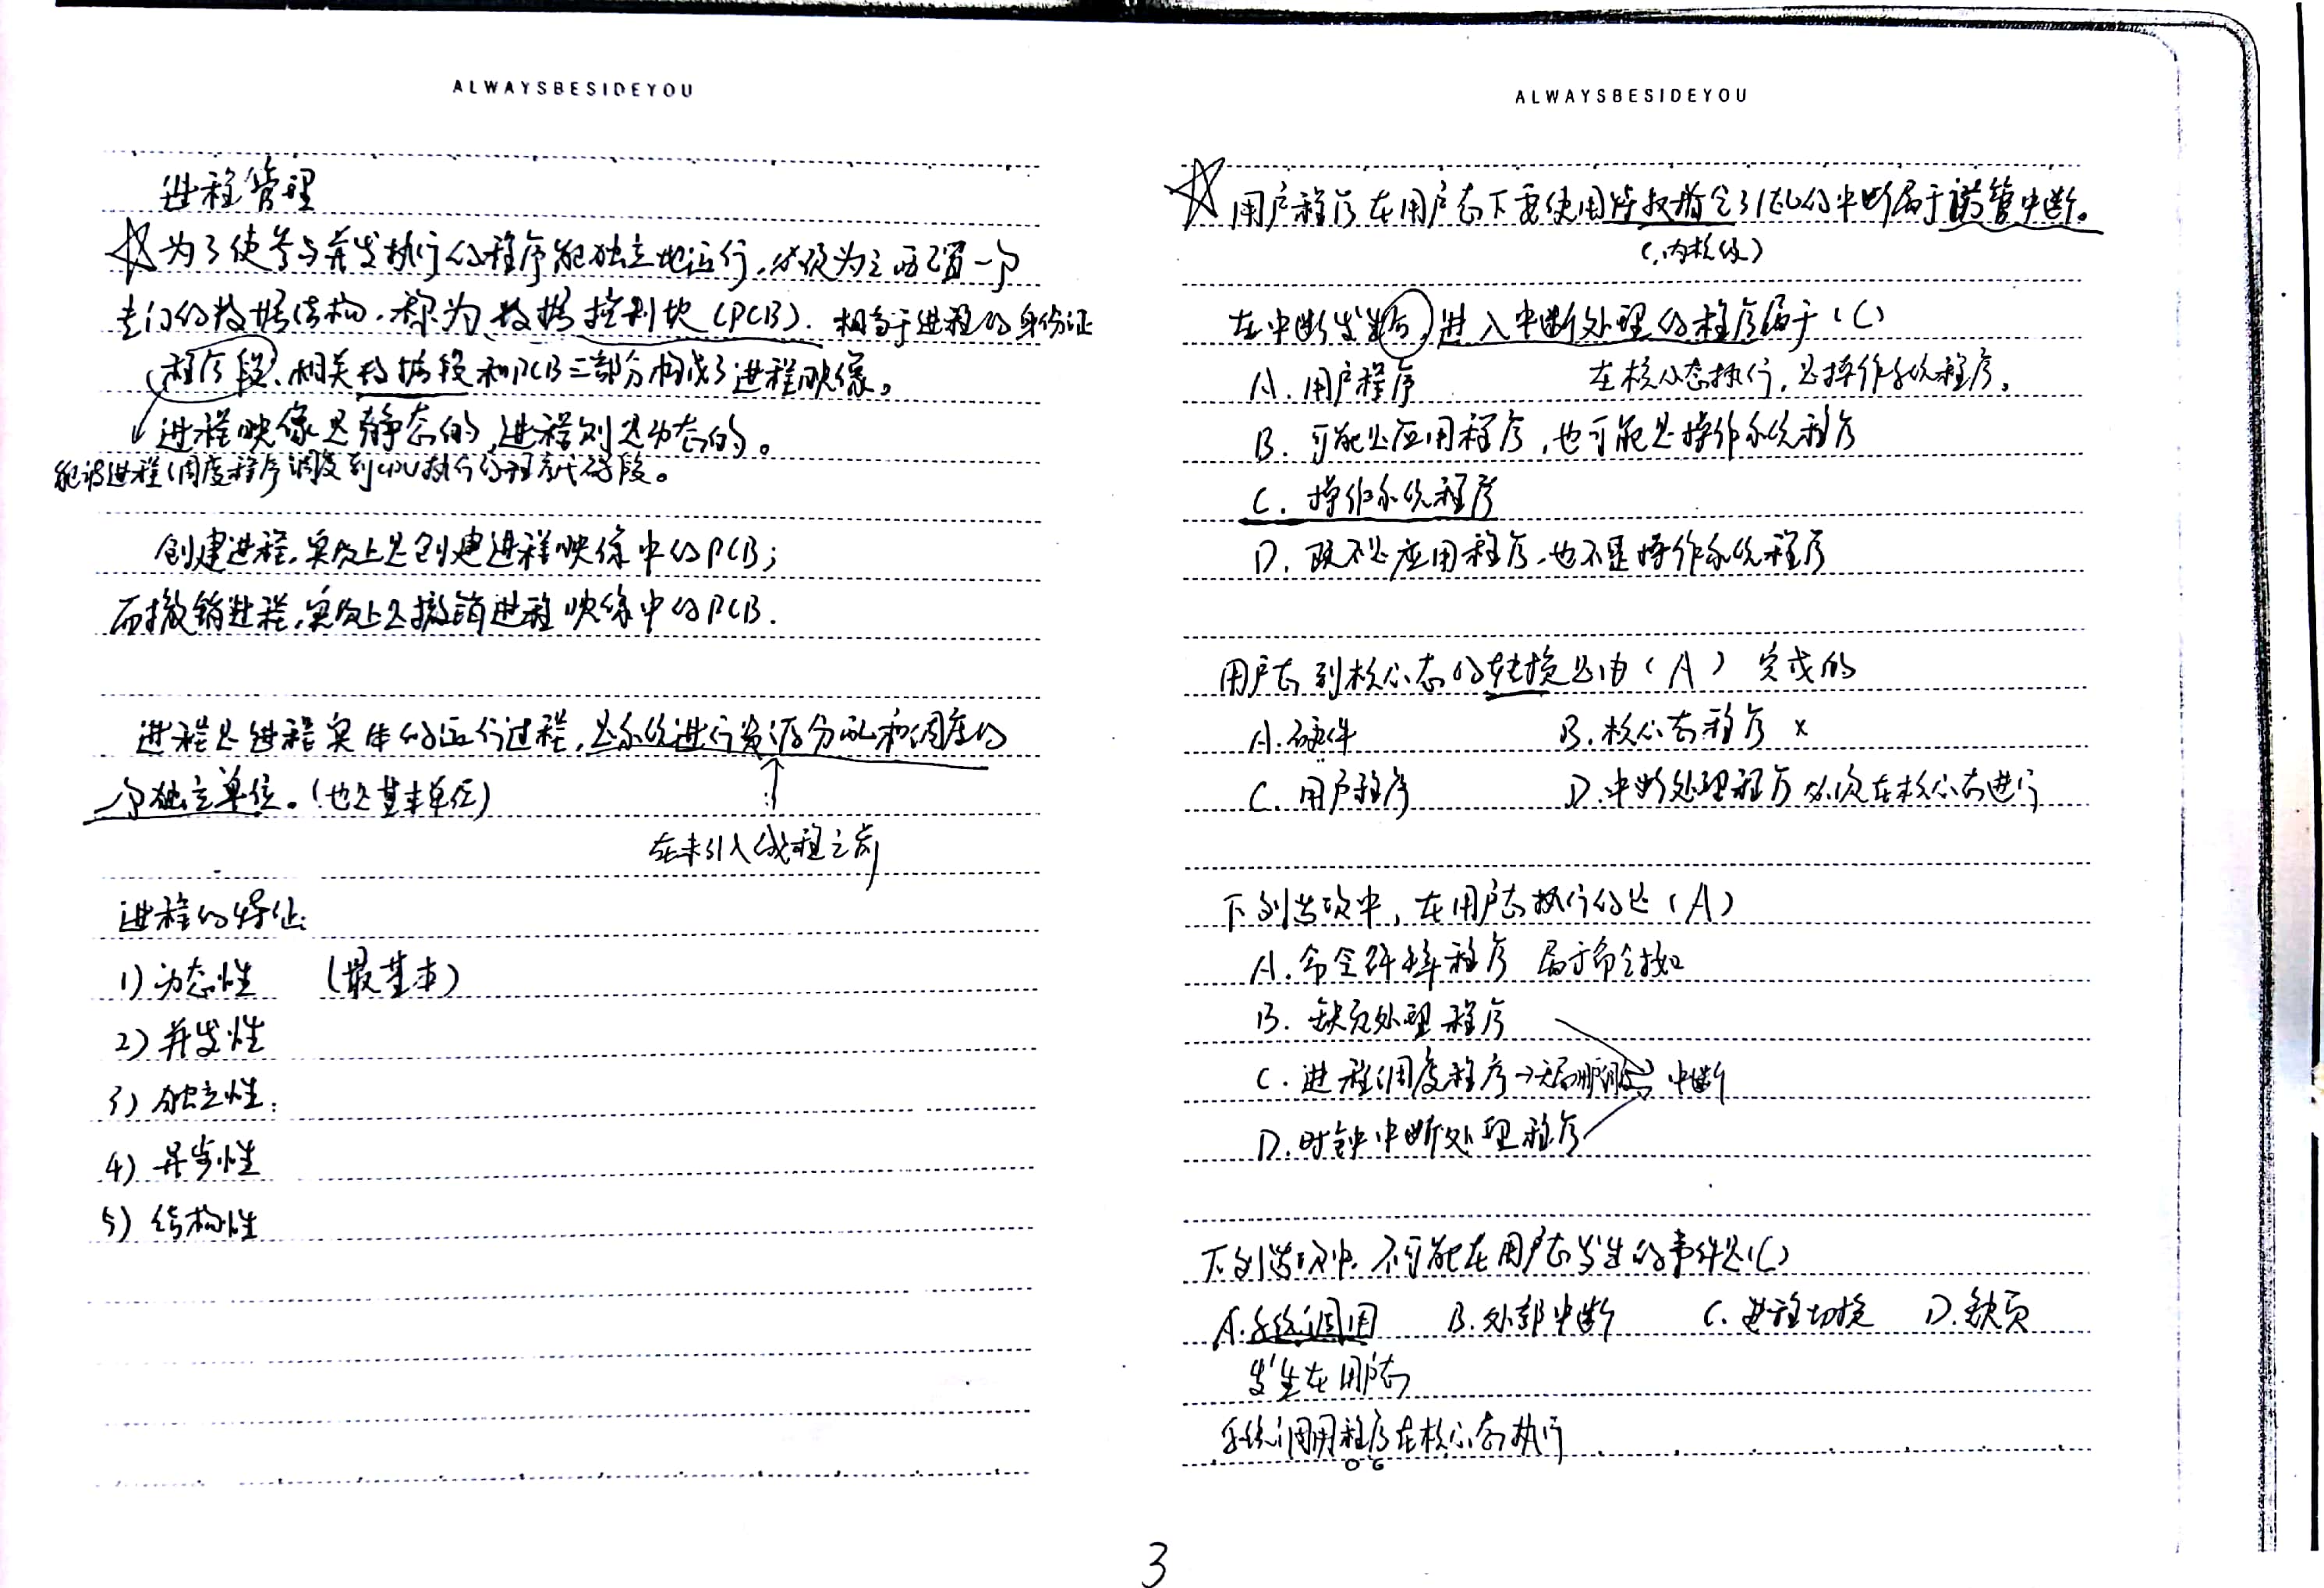 ALWAYSBESIDEYOU
进程管理
☆为了使参与并发执行的程序能独立地运行,必须为之配置一个
专门的数据结构,称为数据控制块(PCB). 相当于进程的身份证
程序段、相关数据段和PCB三部分构成了进程映像。
进程映像是静态的,进程则是动态的。
能被进程调度程序调度到CPU执行的程序代码段。
创建进程,实质上是创建进程映像中的PCB;
而撤销进程,实质上是撤销进程映像中的PCB.
进程是进程实体的运行过程,是系统进行资源分配和调度的
一个独立单位。(也是基本单位)
在未引入线程之前
进程的特征:
1) 动态性 (最基本)
2) 并发性
3) 独立性:
4) 异步性
5) 结构性
ALWAYSBESIDEYOU
☆用户程序在用户态下要使用特权指令引起的中断属于访管中断。
(内核级)
在中断发生后,进入中断处理的程序属于(C)
A. 用户程序 在核心态执行,是操作系统程序。
B. 可能是应用程序,也可能是操作系统程序
C. 操作系统程序
D. 既不是应用程序,也不是操作系统程序
用户态到核心态的转换是由(A)完成的
A. 硬件 B. 核心态程序 ×
C. 用户程序 D. 中断处理程序 必须在核心态进行
下列选项中,在用户态执行的是(A)
A. 命令解释程序 属于命令接口
B. 缺页处理程序
C. 进程调度程序→ 中断
D. 时钟中断处理程序
下列选项中,不可能在用户态发生的事件是(C)
A. 系统调用 B. 外部中断 C. 进程切换 D. 缺页
发生在用户态
系统调用程序在核心态执行
3